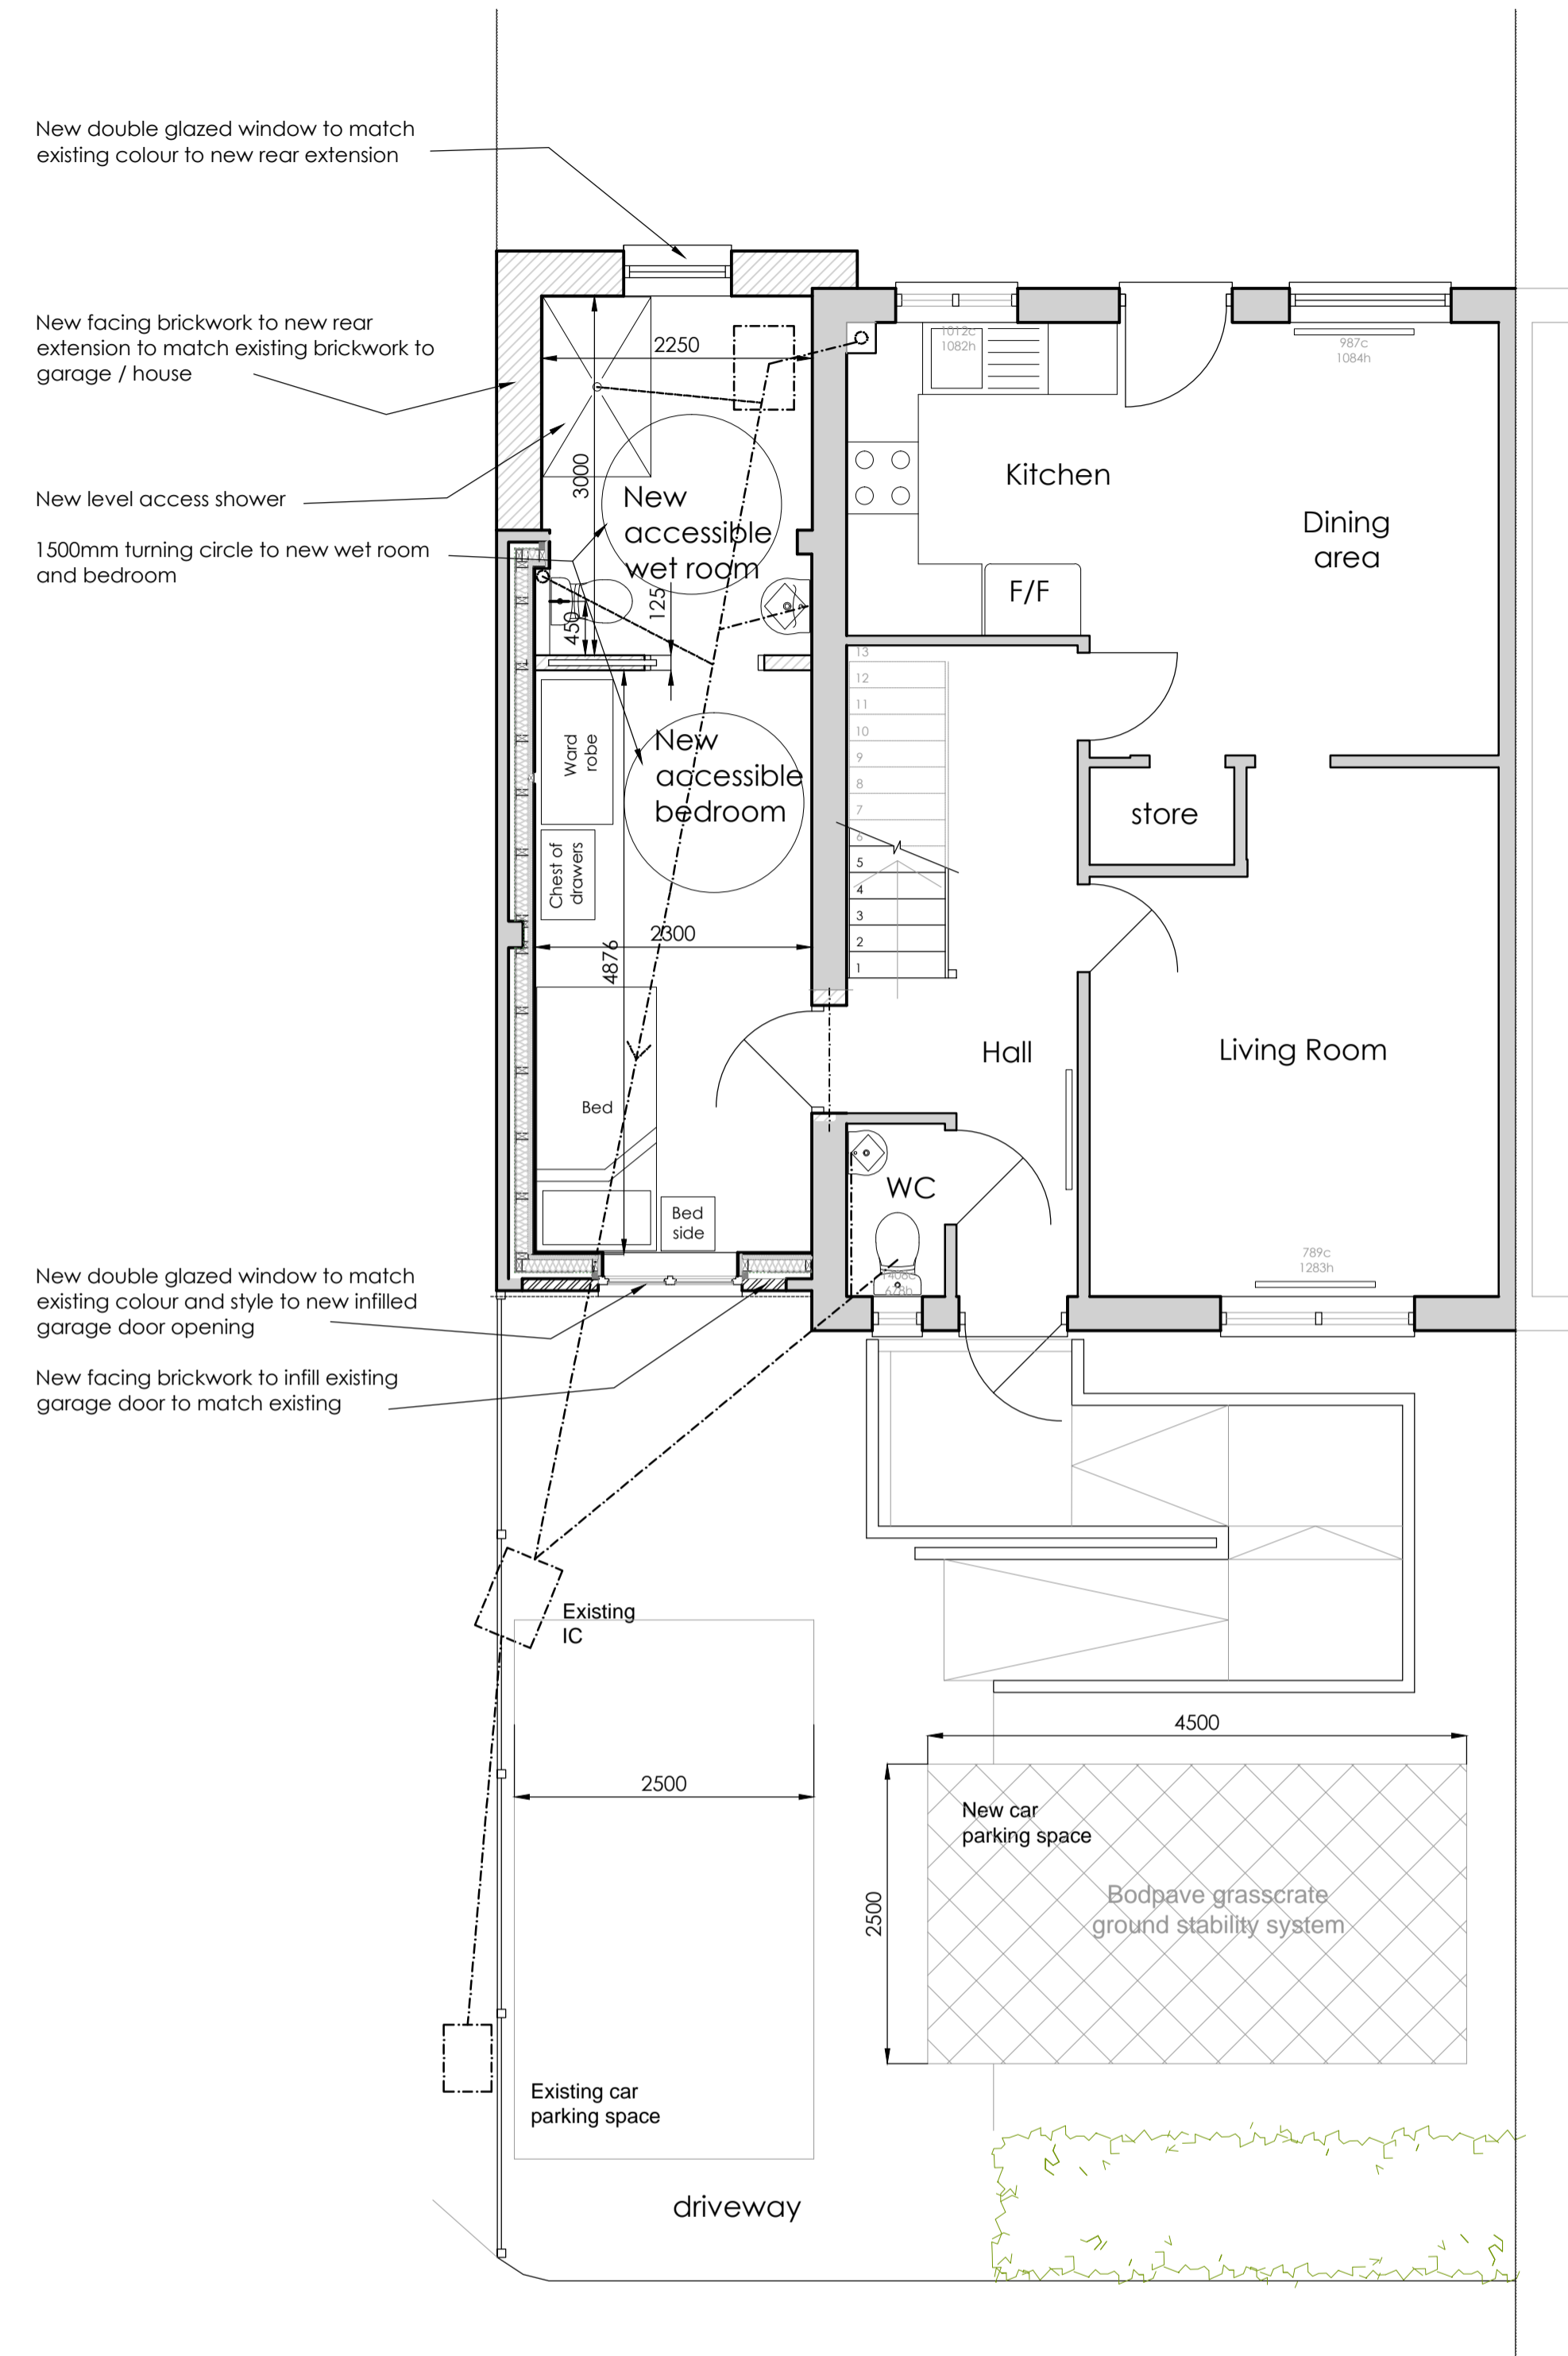 New double glazed window to match
existing colour to new rear extension
New facing brickwork to new rear
extension to match existing brickwork to
garage / house
New level access shower
1500mm turning circle to new wet room
and bedroom
2250
3000
New
accessible
wet room
125
450
1012c
1082h
987c
1084h
Kitchen
Dining
area
F/F
13
12
11
10
9
8
7
6
5
4
3
2
1
Ward
robe
New
accessible
bedroom
Chest of
drawers
store
2300
4876
Hall
Living Room
Bed
WC
Bed
side
789c
1283h
New double glazed window to match
existing colour and style to new infilled
garage door opening
New facing brickwork to infill existing
garage door to match existing
Existing
IC
4500
2500
New car
parking space
2500
Bodpave grasscrate
ground stability system
Existing car
parking space
driveway